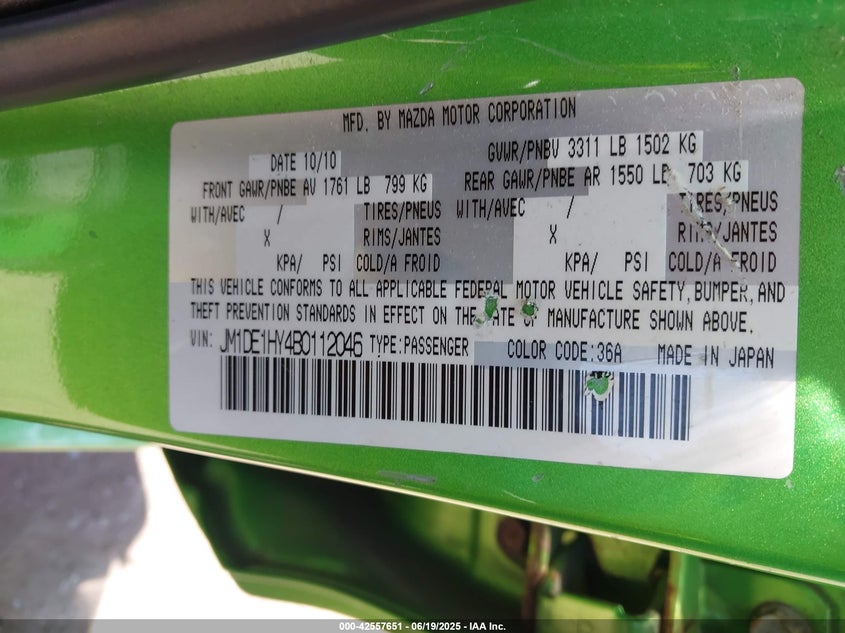 MFD. BY MAZDA MOTOR CORPORATION
DATE 10/10 GVWR/PNBV 3311 LB 1502 KG
FRONT GAWR/PNBE AV 1761 LB 799 KG REAR GAWR/PNBE AR 1550 LB 703 KG
WITH/AVEC / TIRES/PNEUS WITH/AVEC / TIRES/PNEUS
X RIMS/JANTES X RIMS/JANTES
KPA/ PSI COLD/A FROID KPA/ PSI COLD/A FROID
THIS VEHICLE CONFORMS TO ALL APPLICABLE FEDERAL MOTOR VEHICLE SAFETY, BUMPER, AND
THEFT PREVENTION STANDARDS IN EFFECT ON THE DATE OF MANUFACTURE SHOWN ABOVE.
VIN: JM1DE1HY4B0112046 TYPE:PASSENGER COLOR CODE:36A MADE IN JAPAN
000-42557651 - 06/19/2025 - IAA Inc.